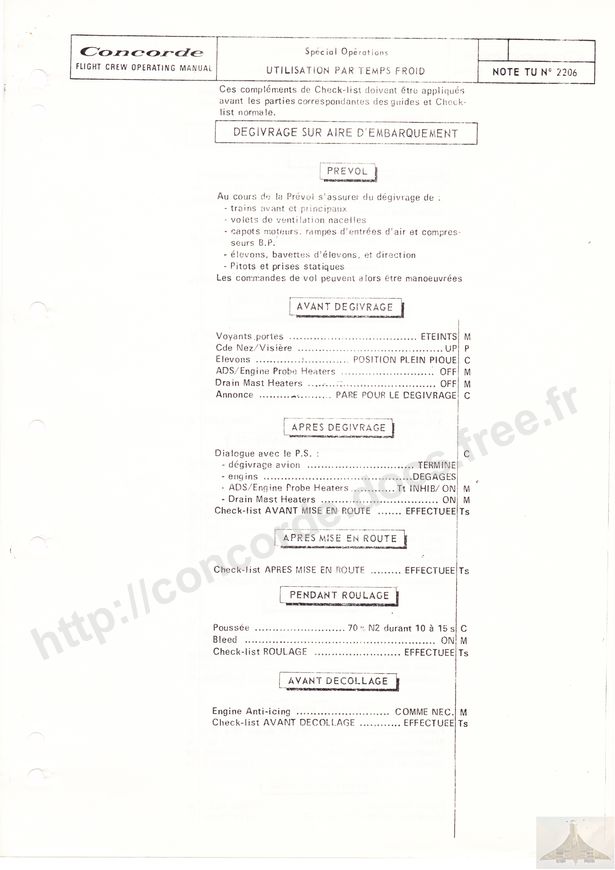 Concorde
FLIGHT CREW OPERATING MANUAL
Special Opérations
UTILISATION PAR TEMPS FROID
NOTE TU N° 2206
Ces compléments de Check-list doivent être appliqués
avant les parties correspondantes des guides et Check-
list normale.
DEGIVRAGE SUR AIRE D'EMBARQUEMENT
PREVOL
Au cours de la Prévol s'assurer du dégivrage de :
- trains avant et principaux
- volets de ventilation nacelles
- capots moteurs, rampes d'entrées d'air et compres-
seurs B.P.
- élevons, bavettes d'élevons, et direction
- Pitots et prises statiques
Les commandes de vol peuvent alors être manoeuvrées
AVANT DEGIVRAGE
Voyants portes .................................... ETEINTS M
Cde Nez/Visière ............................................ UP P
Elevons .......................... POSITION PLEIN PIQUE C
ADS/Engine Probe Heaters .......................... OFF M
Drain Mast Heaters .................................... OFF M
Annonce .................... PARE POUR LE DEGIVRAGE C
APRES DEGIVRAGE
Dialogue avec le P.S. : C
- dégivrage avion .............................. TERMINE
- engins .........................................DEGAGES
- ADS/Engine Probe Heaters ............Tt INHIB/ ON M
- Drain Mast Heaters .................................. ON M
Check-list AVANT MISE EN ROUTE ....... EFFECTUEE Ts
APRES MISE EN ROUTE
Check-list APRES MISE EN ROUTE ......... EFFECTUEE Ts
PENDANT ROULAGE
Poussée ......................... 70 % N2 durant 10 à 15 s C
Bleed ..................................................... ON M
Check-list ROULAGE ......................... EFFECTUEE Ts
AVANT DECOLLAGE
Engine Anti-icing .......................... COMME NEC. M
Check-list AVANT DECOLLAGE ........... EFFECTUEE Ts
http://concorde.docs.free.fr